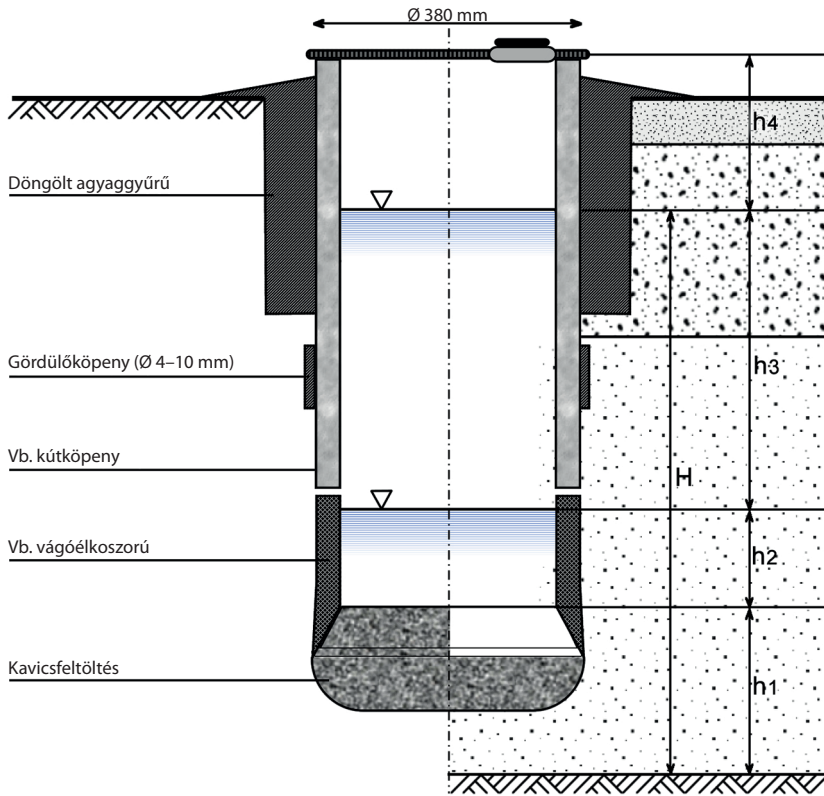 Ø 380 mm
h4
Döngölt agyaggyűrű
Gördülőköpeny (Ø 4–10 mm)
h3
Vb. kútköpeny
H
Vb. vágóélkoszorú
h2
Kavicsfeltöltés
h1